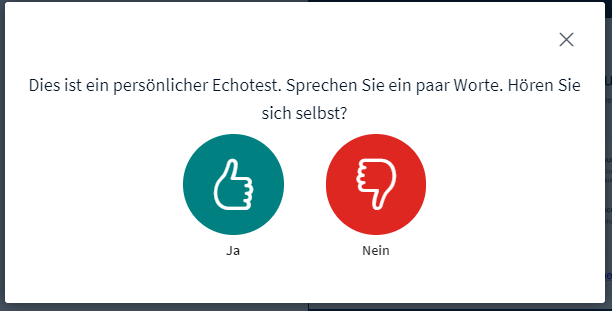 Dies ist ein persönlicher Echotest. Sprechen Sie ein paar Worte. Hören Sie
sich selbst?
Ja
Nein